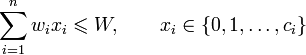 \sum_{i=1}^{n} w_i x_i \leqslant W, \qquad x_i \in \{0, 1, \ldots, c_i\}